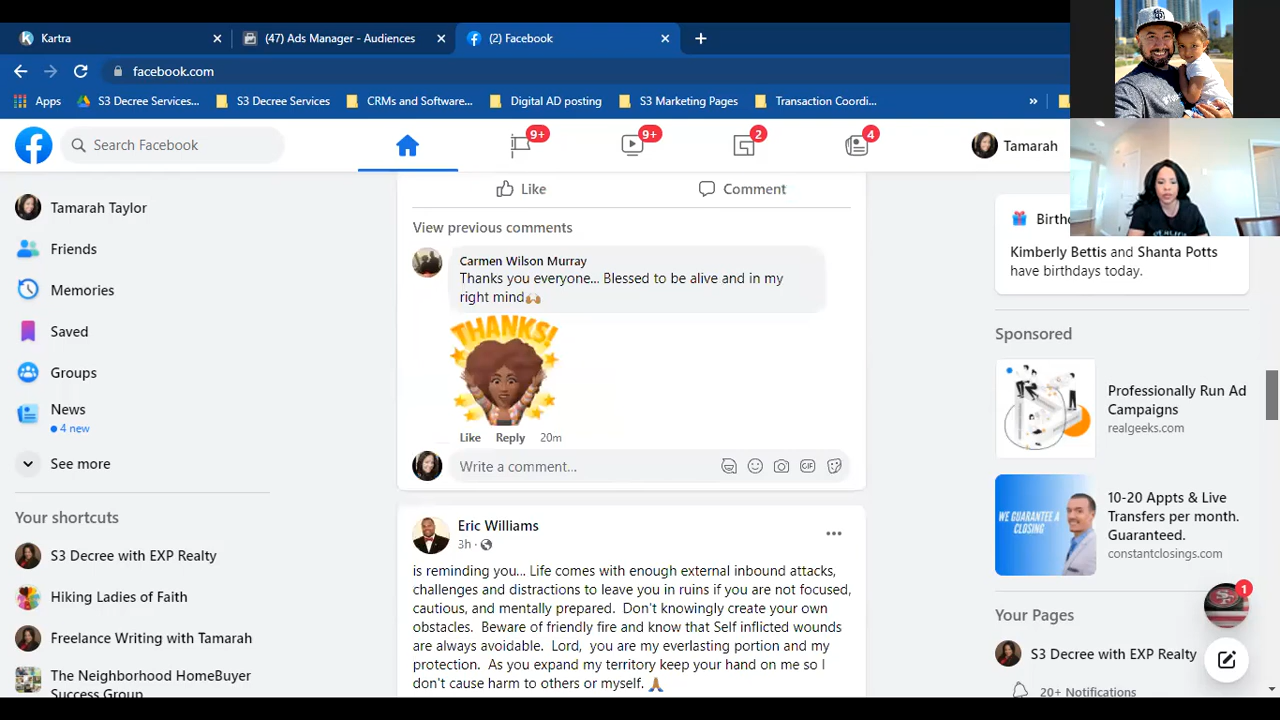 Kartra
(47) Ads Manager - Audiences
(2) Facebook
facebook.com
Apps
S3 Decree Services...
S3 Decree Services
CRMs and Software...
Digital AD posting
S3 Marketing Pages
Transaction Coordi...
»
Search Facebook
9+
9+
2
4
Tamarah
Tamarah Taylor
Friends
Memories
Saved
Groups
News
4 new
See more
Your shortcuts
S3 Decree with EXP Realty
Hiking Ladies of Faith
Freelance Writing with Tamarah
The Neighborhood HomeBuyer
Success Group
Like
Comment
View previous comments
Carmen Wilson Murray
Thanks you everyone... Blessed to be alive and in my
right mind🙌🏽
THANKS!
Like Reply 20m
Write a comment...
GIF
Eric Williams
3h ·
is reminding you... Life comes with enough external inbound attacks,
challenges and distractions to leave you in ruins if you are not focused,
cautious, and mentally prepared. Don't knowingly create your own
obstacles. Beware of friendly fire and know that Self inflicted wounds
are always avoidable. Lord, you are my everlasting portion and my
protection. As you expand my territory keep your hand on me so I
don't cause harm to others or myself. 🙏🏽
Birth
Kimberly Bettis and Shanta Potts
have birthdays today.
Sponsored
Professionally Run Ad
Campaigns
realgeeks.com
WE GUARANTEE A
CLOSING
10-20 Appts & Live
Transfers per month.
Guaranteed.
constantclosings.com
1
Your Pages
S3 Decree with EXP Realty
20+ Notifications